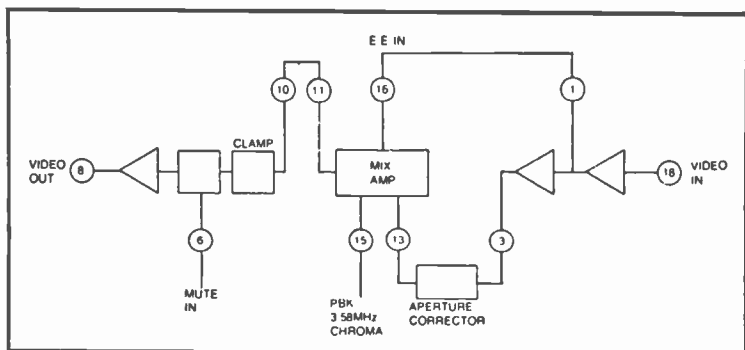 E E IN
10
11
16
1
CLAMP
VIDEO
OUT
8
MIX
AMP
18
VIDEO
IN
6
15
13
3
MUTE
IN
PBK
3 58MHz
CHROMA
APERTURE
CORRECTOR